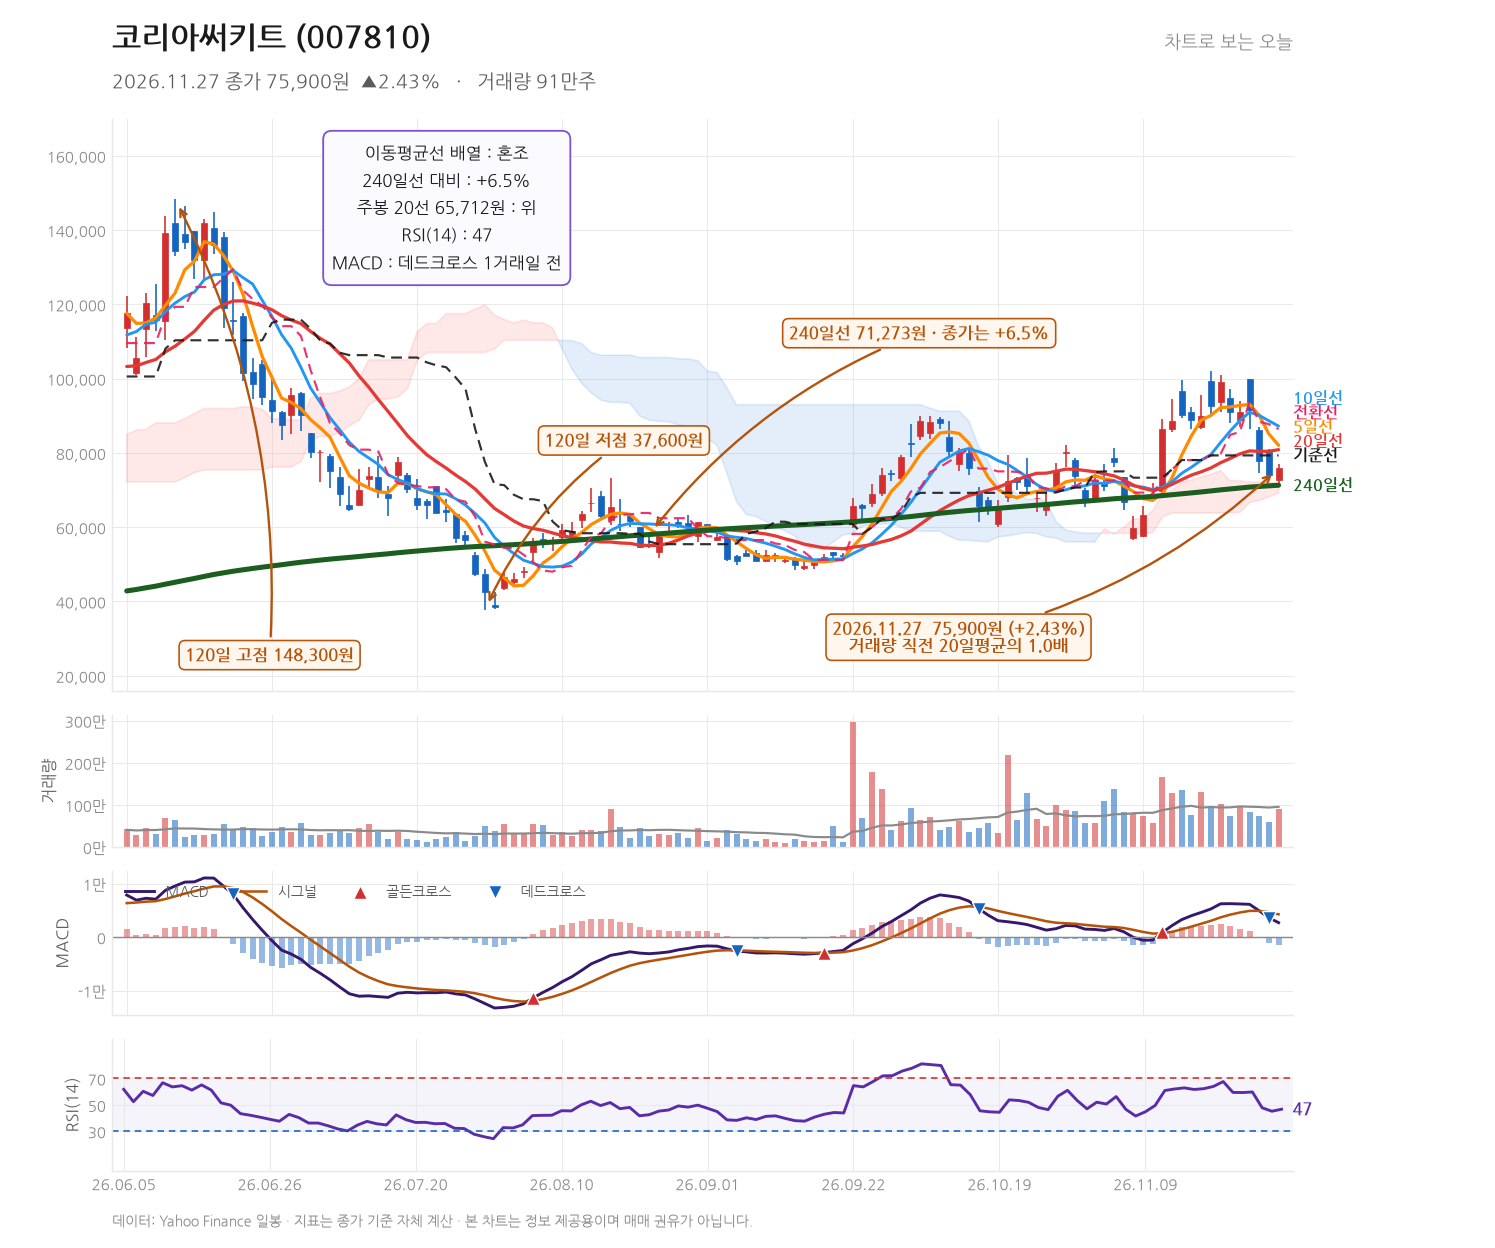 코리아써키트 (007810)
차트로 보는 오늘
2026.11.27 종가 75,900원 ▲2.43% · 거래량 91만주
이동평균선 배열 : 혼조
240일선 대비 : +6.5%
주봉 20선 65,712원 : 위
RSI(14) : 47
MACD : 데드크로스 1거래일 전
160,000
140,000
120,000
100,000
80,000
60,000
40,000
20,000
240일선 71,273원 · 종가는 +6.5%
120일 저점 37,600원
120일 고점 148,300원
2026.11.27 75,900원 (+2.43%)
거래량 직전 20일평균의 1.0배
10일선
전환선
5일선
20일선
기준선
240일선
거래량
300만
200만
100만
0만
MACD
1만
0
-1만
MACD
시그널
골든크로스
데드크로스
RSI(14)
70
50
30
47
26.06.05
26.06.26
26.07.20
26.08.10
26.09.01
26.09.22
26.10.19
26.11.09
데이터: Yahoo Finance 일봉 · 지표는 종가 기준 자체 계산 · 본 차트는 정보 제공용이며 매매 권유가 아닙니다.